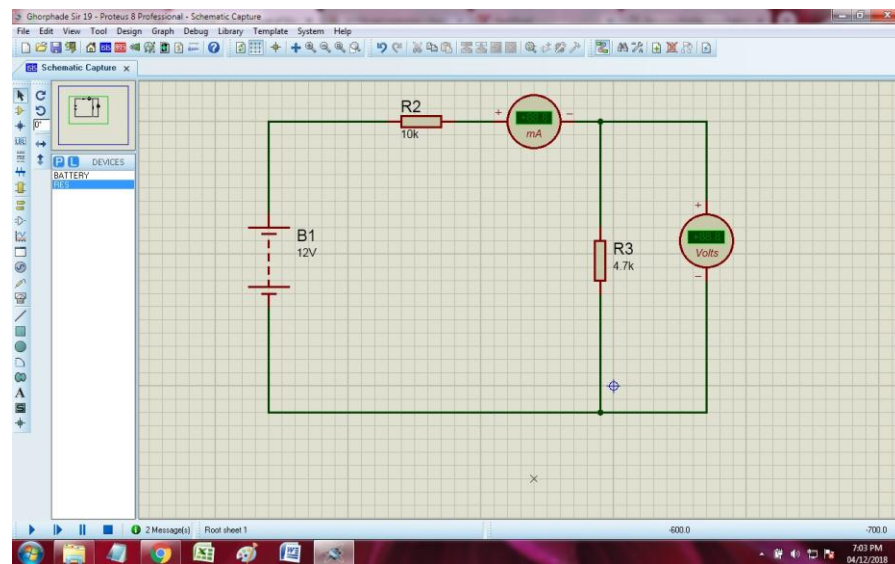 Ghorphade Sir 19 - Proteus 8 Professional - Schematic Capture
File Edit View Tool Design Graph Debug Library Template System Help
Schematic Capture x
0°
P L DEVICES
BATTERY
RES
R2
10k
+
−
mA
B1
12V
R3
4.7k
+
Volts
−
2 Message(s) Root sheet 1 -600.0 -700.0
7:03 PM
04/12/2018